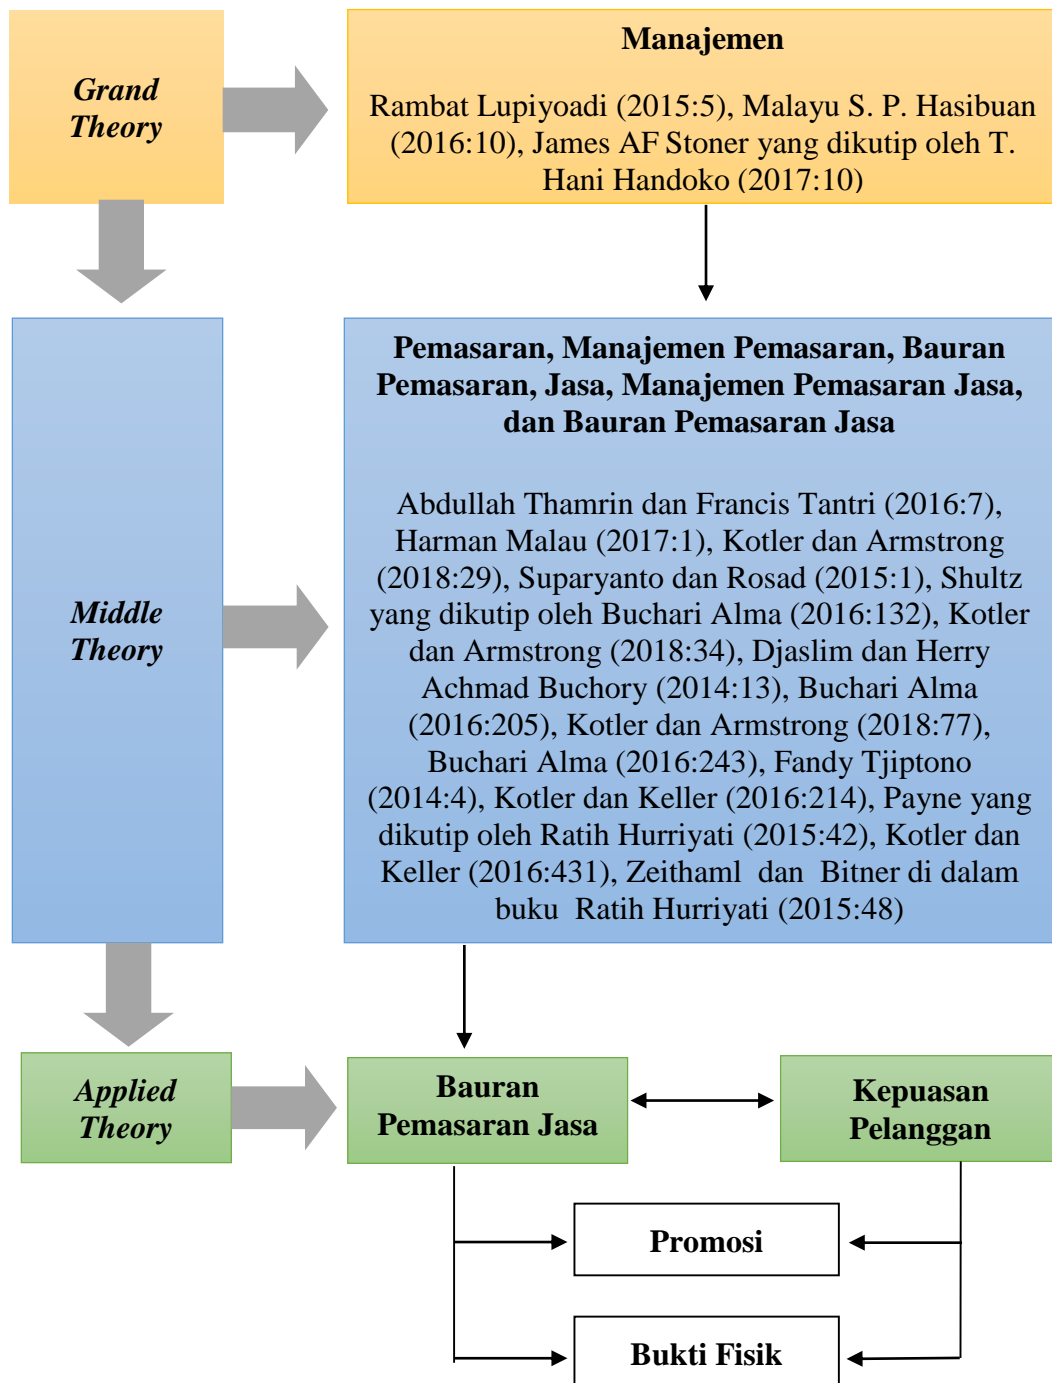 Grand
Theory
Manajemen
Rambat Lupiyoadi (2015:5), Malayu S. P. Hasibuan
(2016:10), James AF Stoner yang dikutip oleh T.
Hani Handoko (2017:10)
Middle
Theory
Pemasaran, Manajemen Pemasaran, Bauran
Pemasaran, Jasa, Manajemen Pemasaran Jasa,
dan Bauran Pemasaran Jasa
Abdullah Thamrin dan Francis Tantri (2016:7),
Harman Malau (2017:1), Kotler dan Armstrong
(2018:29), Suparyanto dan Rosad (2015:1), Shultz
yang dikutip oleh Buchari Alma (2016:132), Kotler
dan Armstrong (2018:34), Djaslim dan Herry
Achmad Buchory (2014:13), Buchari Alma
(2016:205), Kotler dan Armstrong (2018:77),
Buchari Alma (2016:243), Fandy Tjiptono
(2014:4), Kotler dan Keller (2016:214), Payne yang
dikutip oleh Ratih Hurriyati (2015:42), Kotler dan
Keller (2016:431), Zeithaml dan Bitner di dalam
buku Ratih Hurriyati (2015:48)
Applied
Theory
Bauran
Pemasaran Jasa
Kepuasan
Pelanggan
Promosi
Bukti Fisik